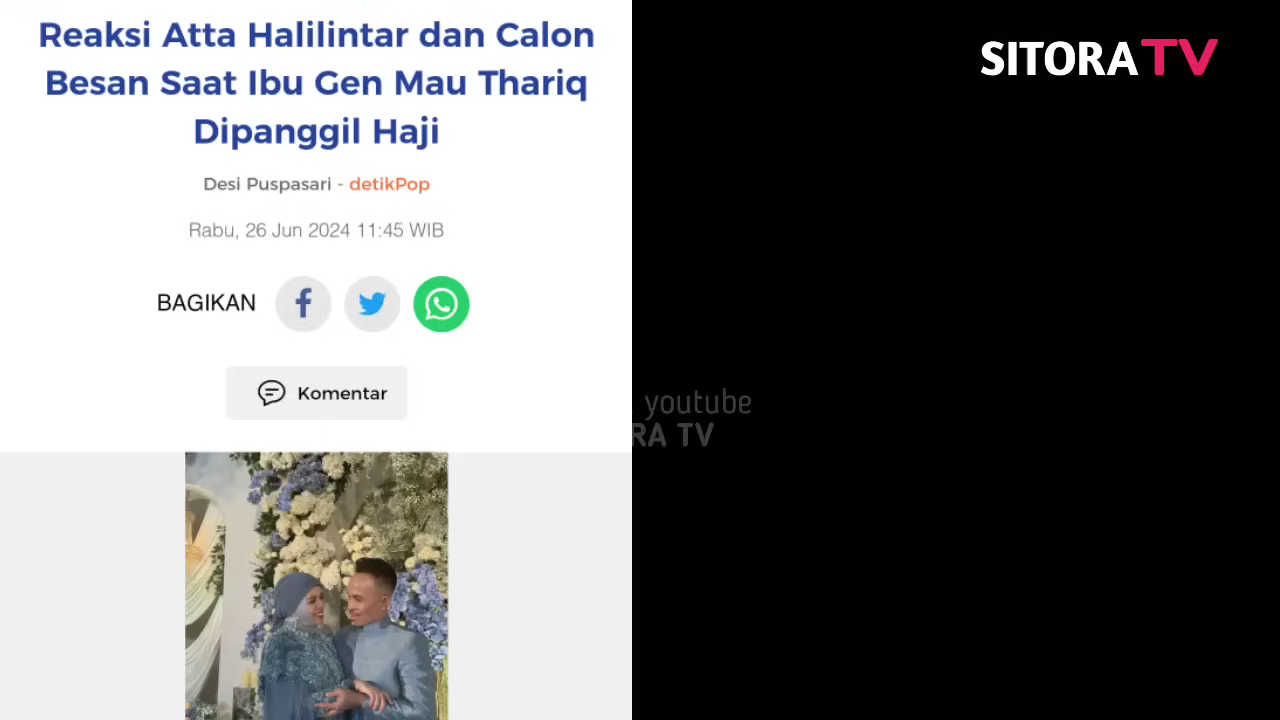 Reaksi Atta Halilintar dan Calon
Besan Saat Ibu Gen Mau Thariq
Dipanggil Haji
Desi Puspasari - detikPop
Rabu, 26 Jun 2024 11:45 WIB
BAGIKAN
Komentar
SITORA TV
youtube
RA TV